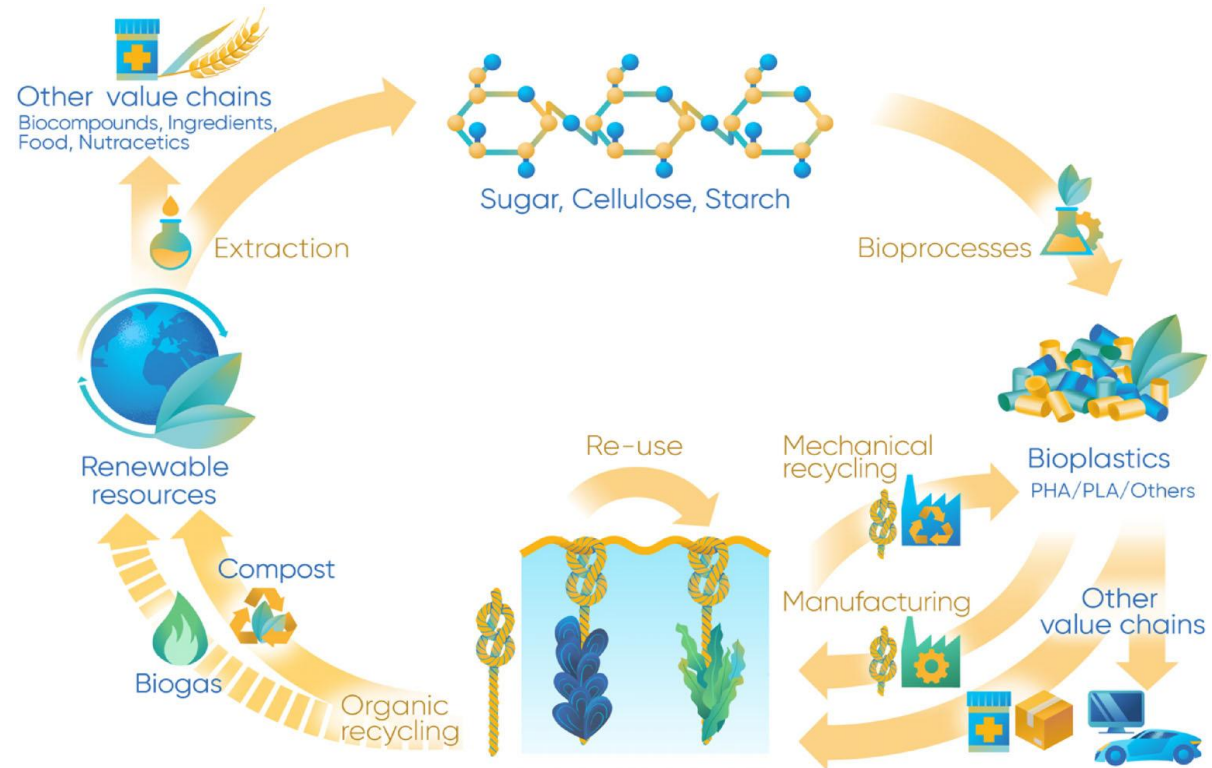 Other value chains
Biocompounds, Ingredients,
Food, Nutracetics
Sugar, Cellulose, Starch
Extraction
Bioprocesses
Renewable
resources
Re-use
Mechanical
recycling
Bioplastics
PHA/PLA/Others
Compost
Manufacturing
Other
value chains
Biogas
Organic
recycling